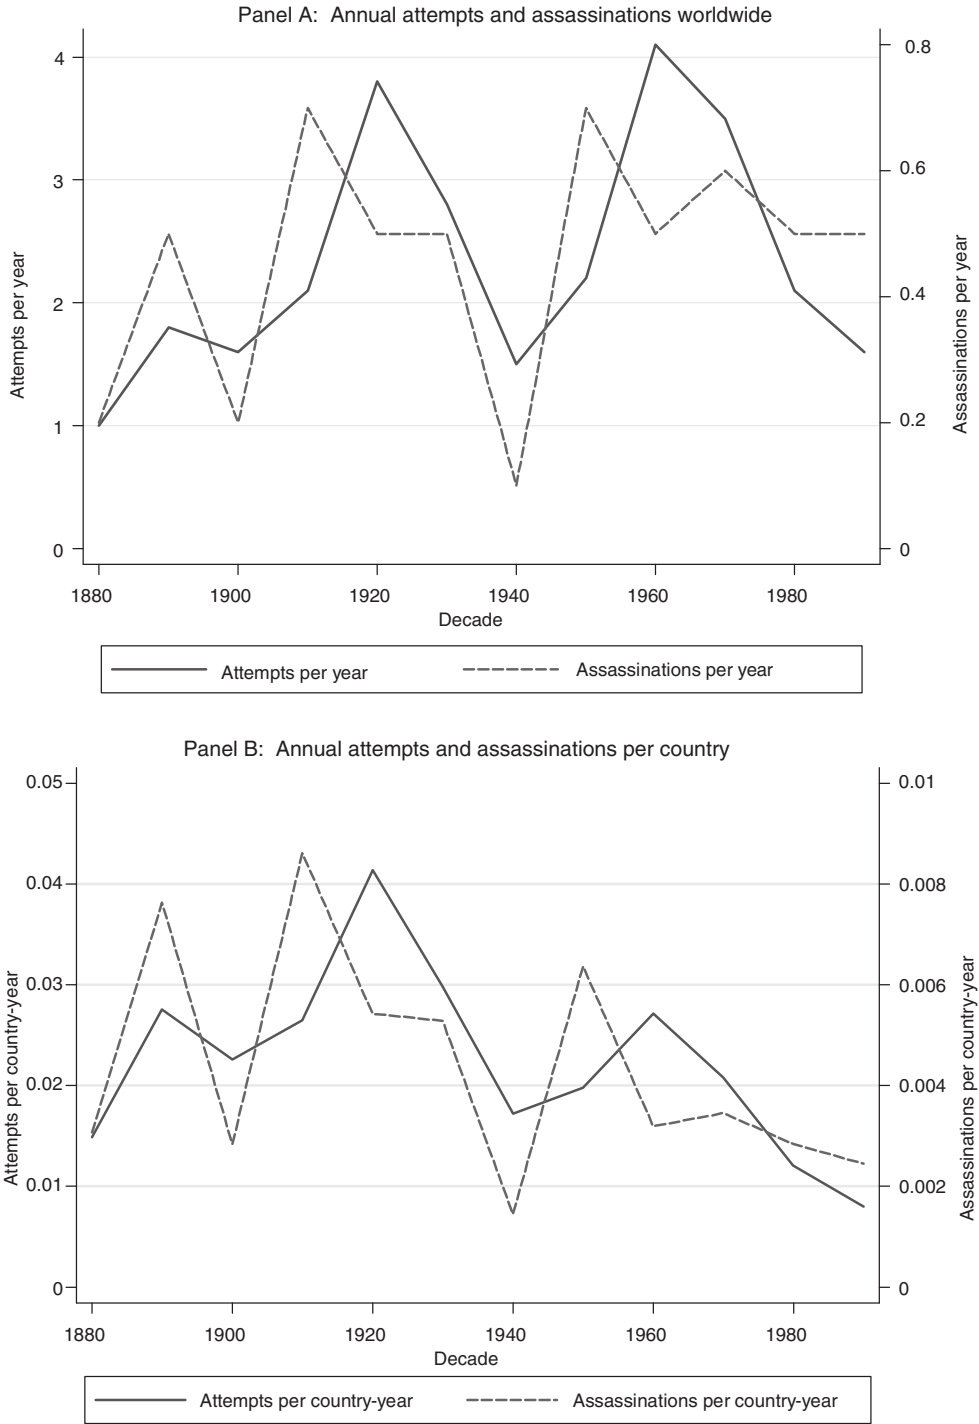 Panel A: Annual attempts and assassinations worldwide
4
3
2
1
0
0.8
0.6
0.4
0.2
0
Attempts per year
Assassinations per year
1880 1900 1920 1940 1960 1980
Decade
Attempts per year Assassinations per year
Panel B: Annual attempts and assassinations per country
0.05
0.04
0.03
0.02
0.01
0
0.01
0.008
0.006
0.004
0.002
0
Attempts per country-year
Assassinations per country-year
1880 1900 1920 1940 1960 1980
Decade
Attempts per country-year Assassinations per country-year